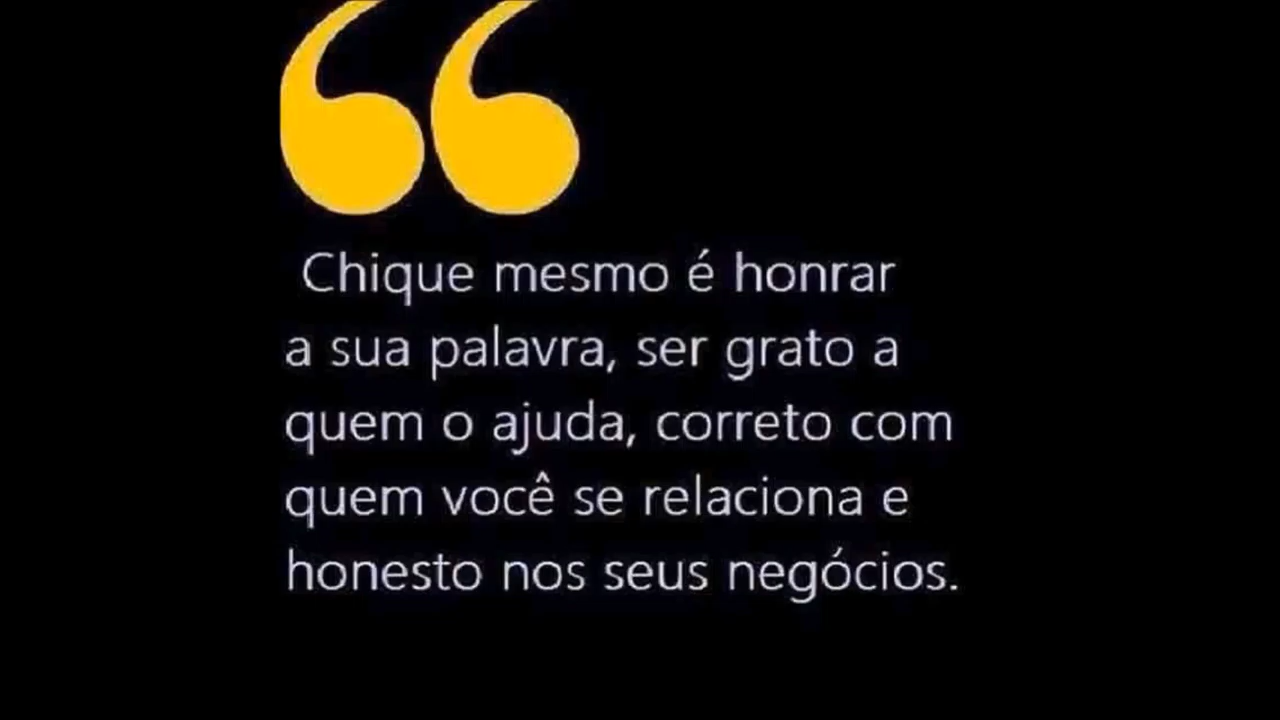 Chique mesmo é honrar
a sua palavra, ser grato a
quem o ajuda, correto com
quem você se relaciona e
honesto nos seus negócios.